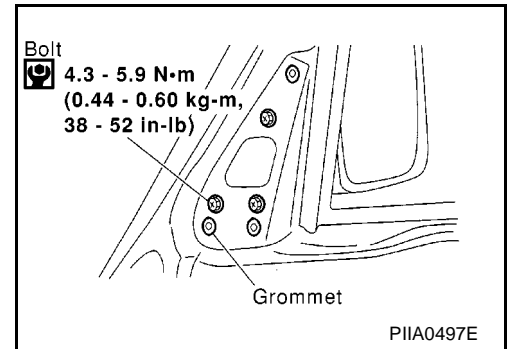 Bolt
4.3 - 5.9 N•m
(0.44 - 0.60 kg-m,
38 - 52 in-lb)
Grommet
PIIA0497E